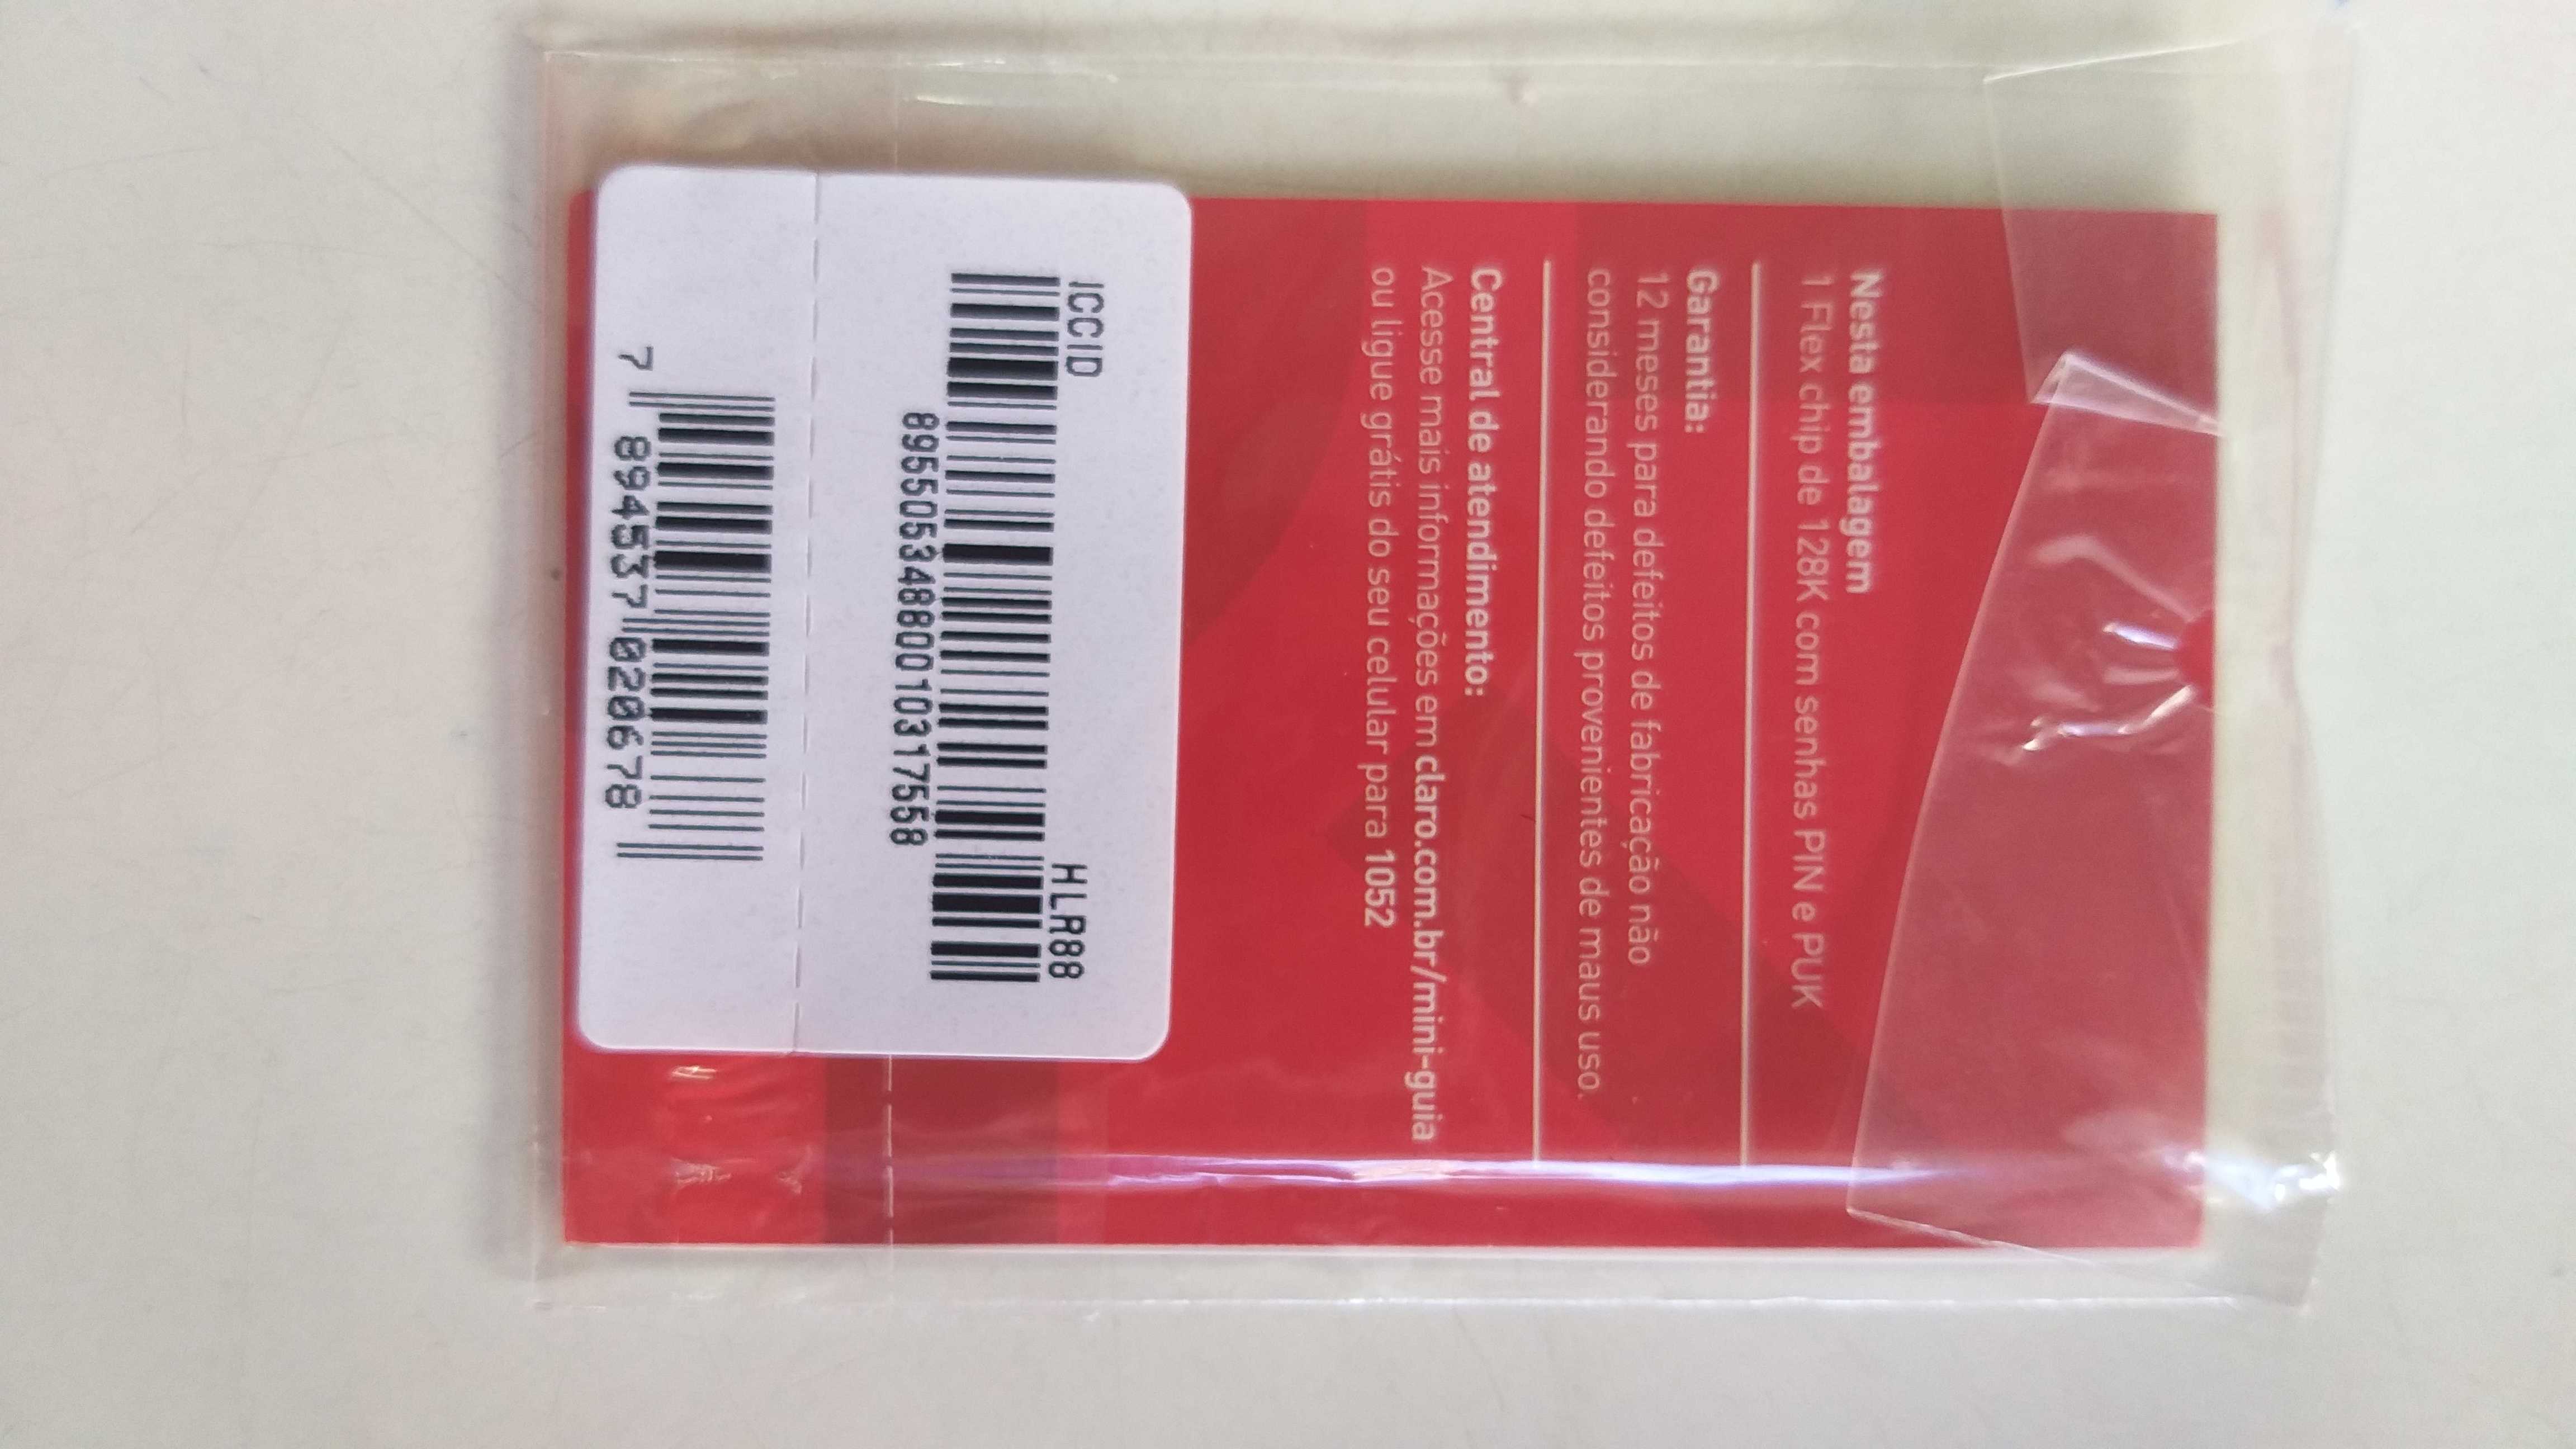 Nesta embalagem
1 Flex chip de 128K com senhas PIN e PUK
Garantia:
12 meses para defeitos de fabricação não
considerando defeitos provenientes de maus uso.
Central de atendimento:
Acesse mais informações em claro.com.br/mini-guia
ou ligue grátis do seu celular para 1052
ICCID HLR88
89550534880010317558
7 894537 020678